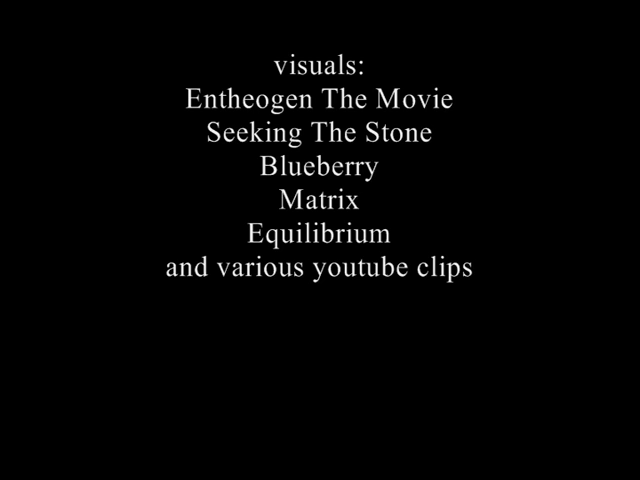 visuals:
Entheogen The Movie
Seeking The Stone
Blueberry
Matrix
Equilibrium
and various youtube clips